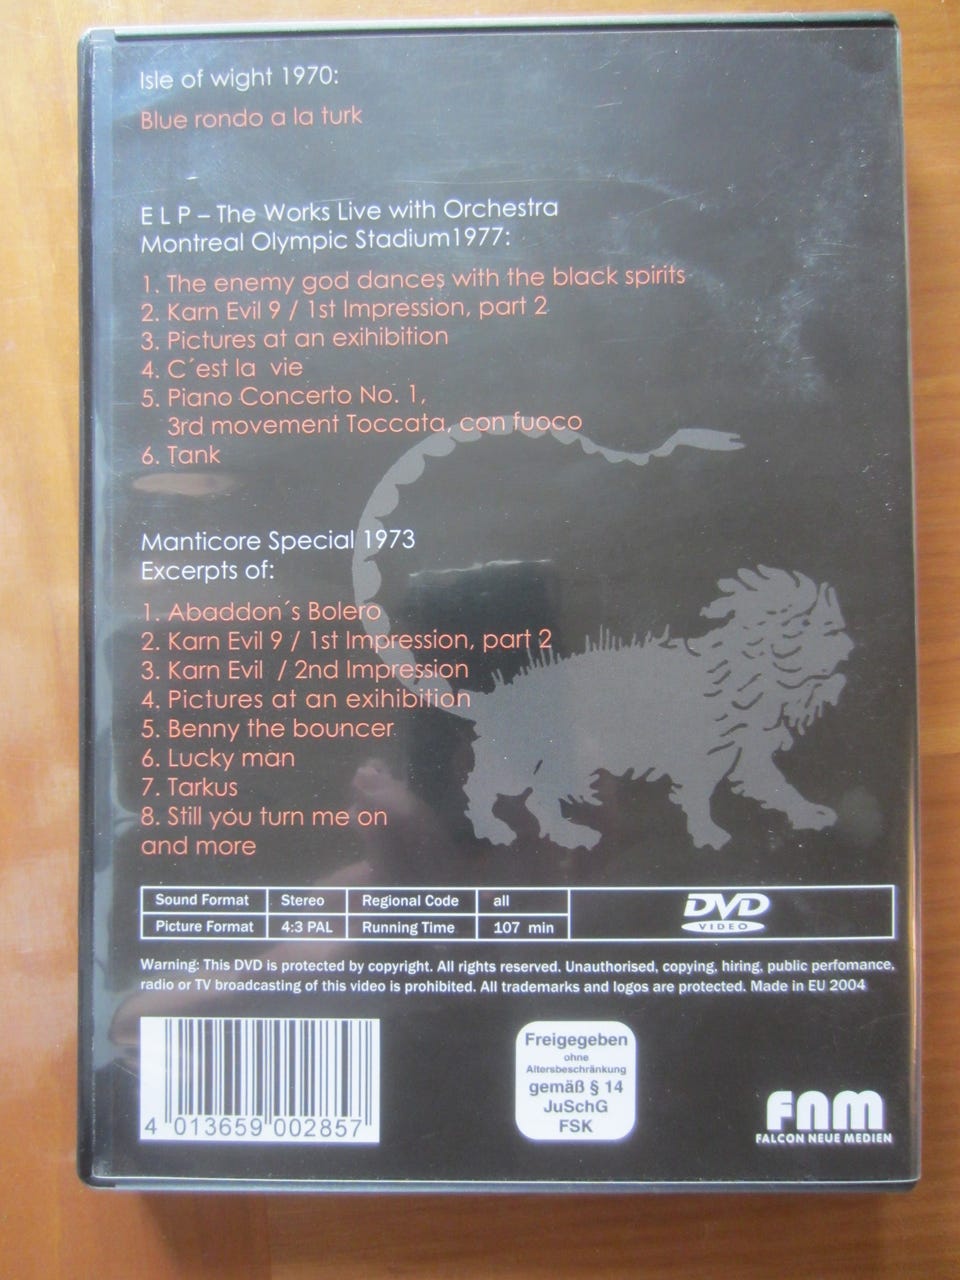 Isle of wight 1970:
Blue rondo a la turk
E L P – The Works Live with Orchestra
Montreal Olympic Stadium1977:
1. The enemy god dances with the black spirits
2. Karn Evil 9 / 1st Impression, part 2
3. Pictures at an exihibition
4. C´est la  vie
5. Piano Concerto No. 1,
3rd movement Toccata, con fuoco
6. Tank
Manticore Special 1973
Excerpts of:
1. Abaddon´s Bolero
2. Karn Evil 9 / 1st Impression, part 2
3. Karn Evil  / 2nd Impression
4. Pictures at an exihibition
5. Benny the bouncer
6. Lucky man
7. Tarkus
8. Still you turn me on
and more
Sound Format Stereo Regional Code all
Picture Format 4:3 PAL Running Time 107 min
DVD
VIDEO
Warning: This DVD is protected by copyright. All rights reserved. Unauthorised, copying, hiring, public perfomance,
radio or TV broadcasting of this video is prohibited. All trademarks and logos are protected. Made in EU 2004
4 013659 002857
Freigegeben
ohne
Altersbeschränkung
gemäß § 14
JuSchG
FSK
FNM
FALCON NEUE MEDIEN